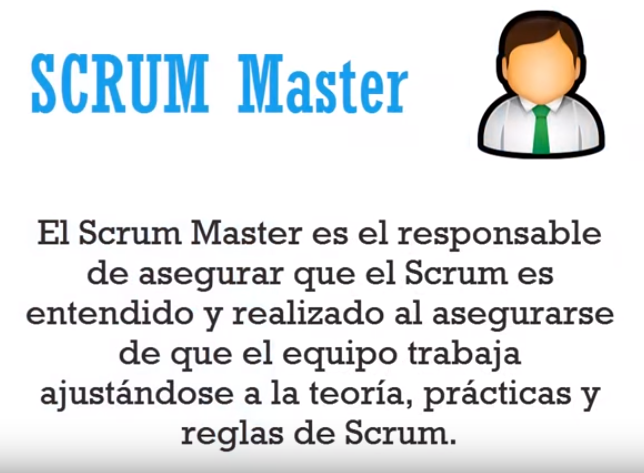 SCRUM Master
El Scrum Master es el responsable
de asegurar que el Scrum es
entendido y realizado al asegurarse
de que el equipo trabaja
ajustándose a la teoría, prácticas y
reglas de Scrum.